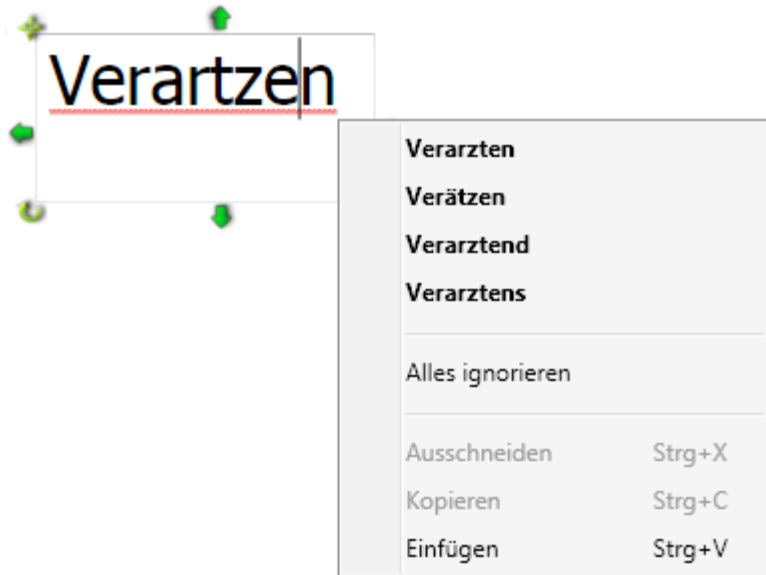 Verartzen
Verarzten
Verätzen
Verarztend
Verarztens
Alles ignorieren
Ausschneiden Strg+X
Kopieren Strg+C
Einfügen Strg+V